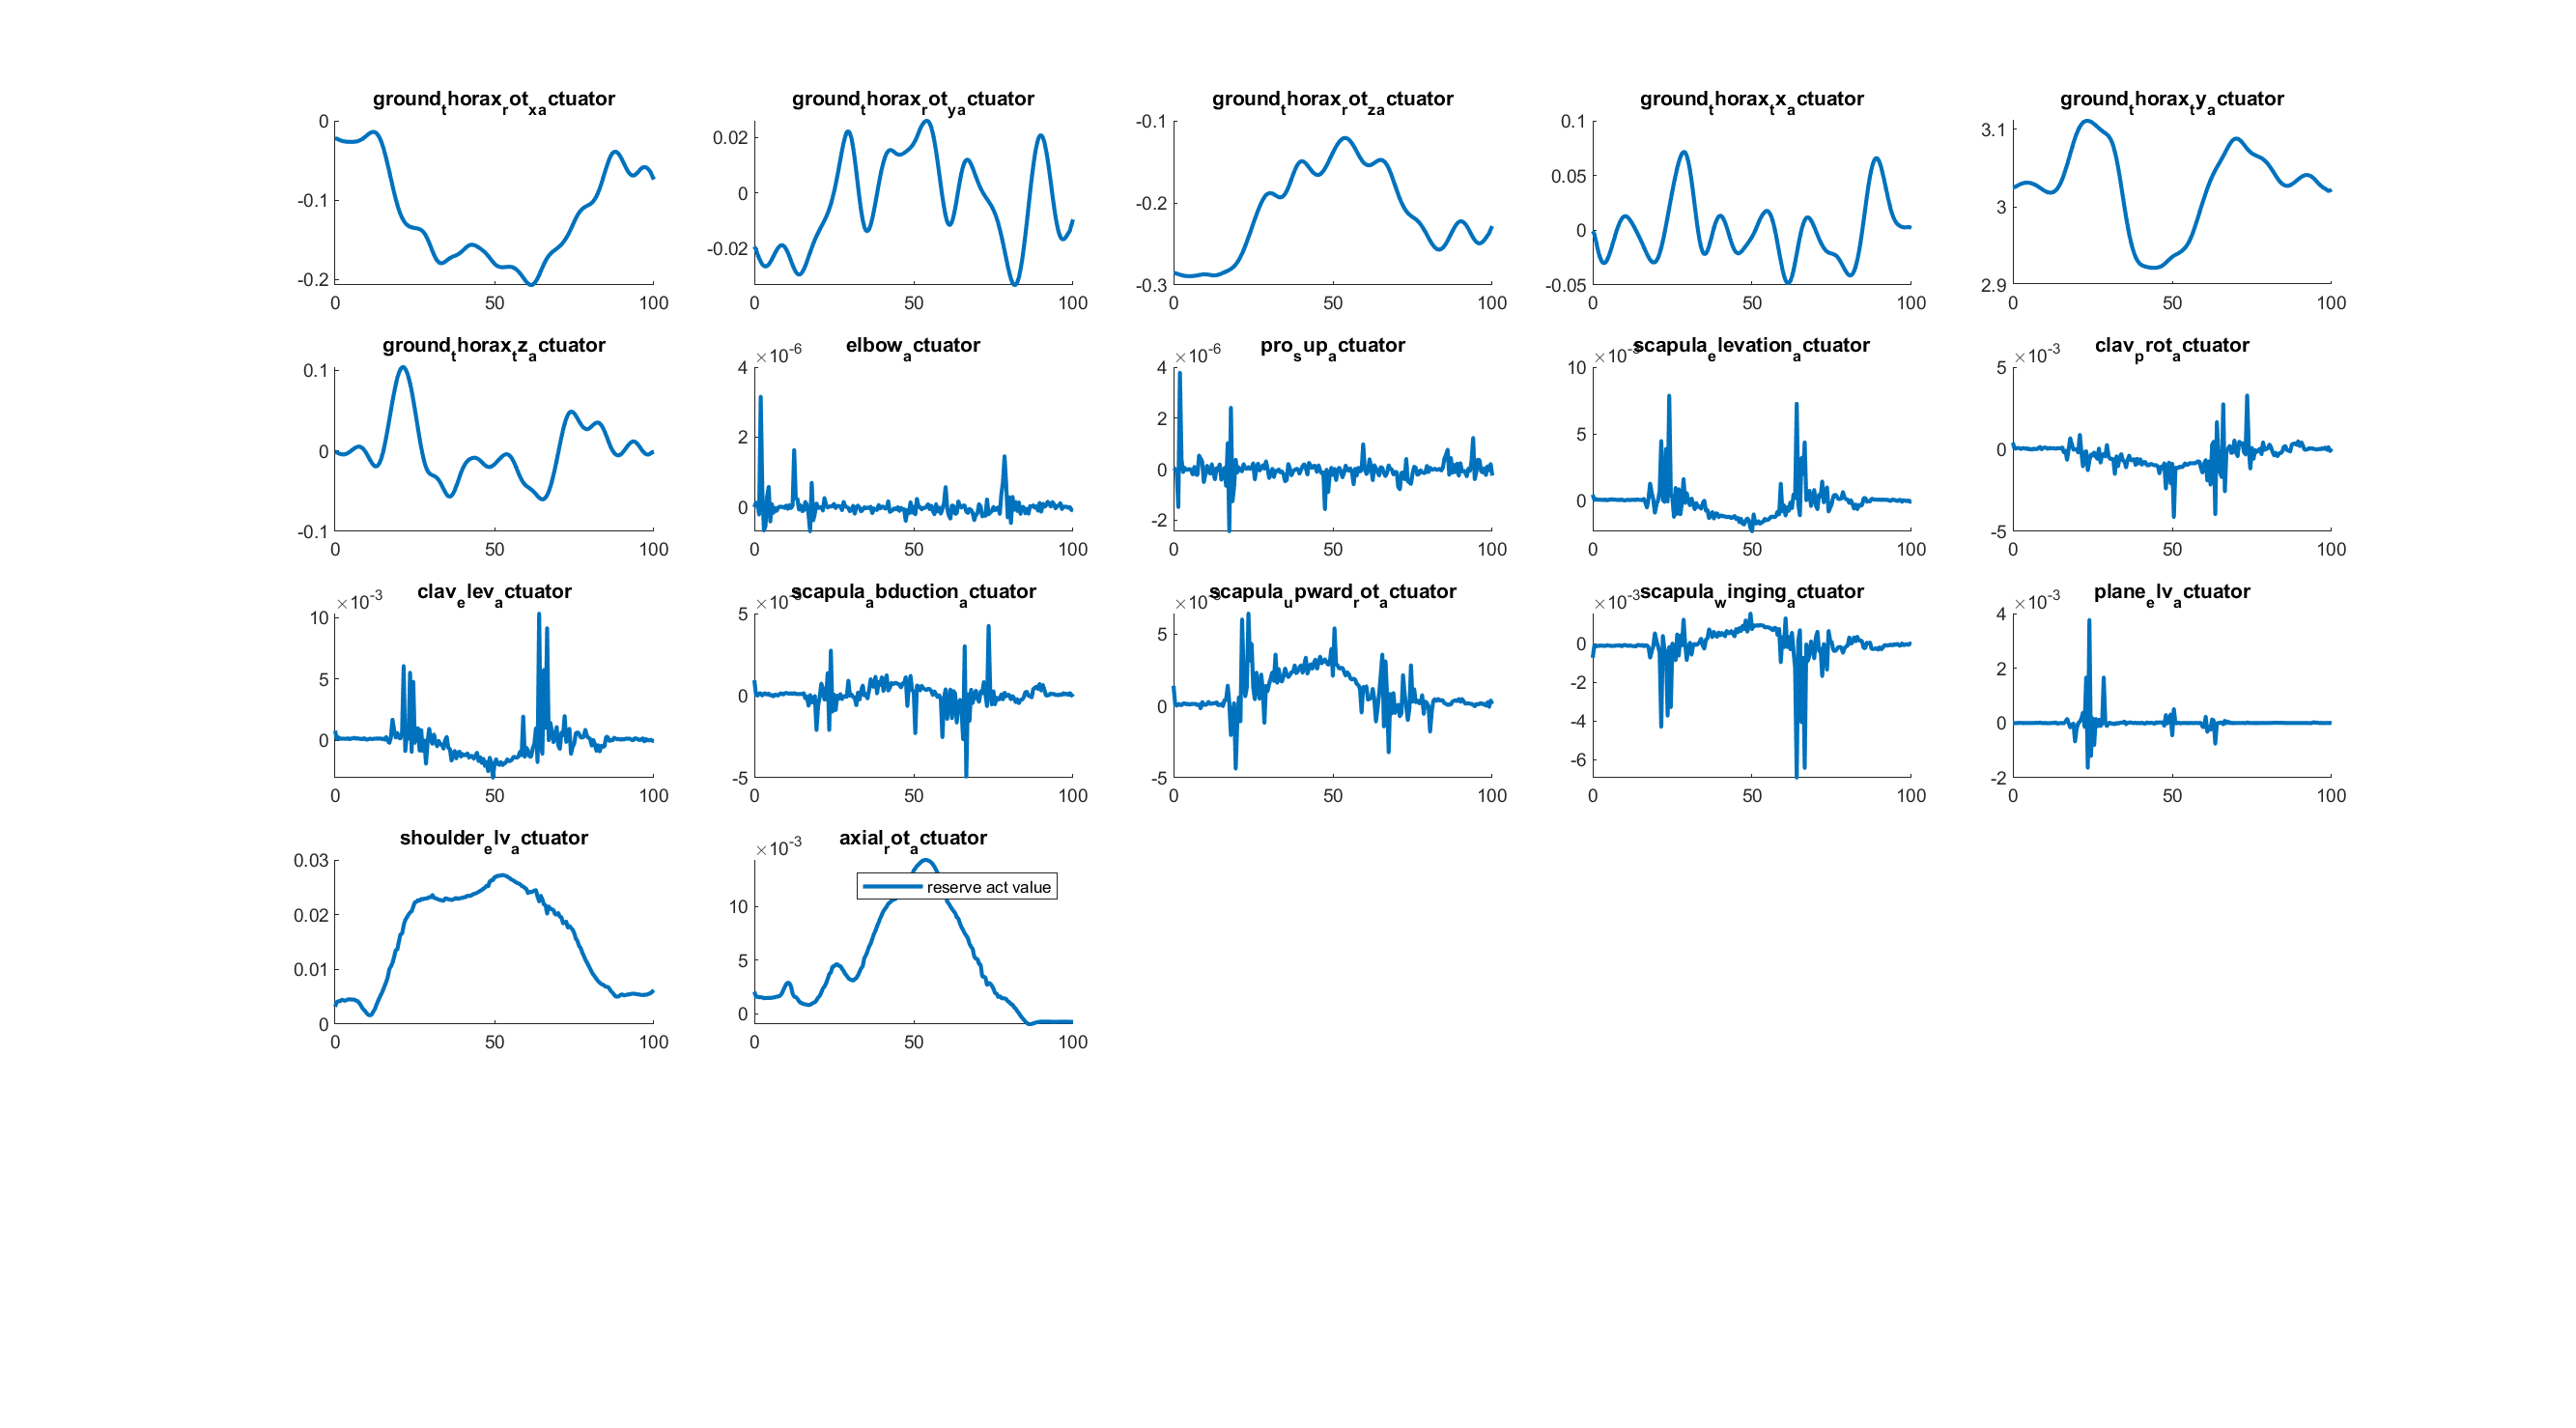 ground_thorax_rot_x_actuator
0
-0.1
-0.2
0 50 100
ground_thorax_rot_y_actuator
0.02
0
-0.02
0 50 100
ground_thorax_rot_z_actuator
-0.1
-0.2
-0.3
0 50 100
ground_thorax_tx_actuator
0.1
0.05
0
-0.05
0 50 100
ground_thorax_ty_actuator
3.1
3
2.9
0 50 100
ground_thorax_tz_actuator
0.1
0
-0.1
0 50 100
elbow_actuator
×10-6
4
2
0
0 50 100
pro_sup_actuator
×10-6
4
2
0
-2
0 50 100
scapula_elevation_actuator
×10-3
10
5
0
0 50 100
clav_prot_actuator
×10-3
5
0
-5
0 50 100
clav_elev_actuator
×10-3
10
5
0
0 50 100
scapula_abduction_actuator
×10-3
5
0
-5
0 50 100
scapula_upward_rot_actuator
×10-3
5
0
-5
0 50 100
scapula_winging_actuator
×10-3
0
-2
-4
-6
0 50 100
plane_elv_actuator
×10-3
4
2
0
-2
0 50 100
shoulder_elv_actuator
0.03
0.02
0.01
0
0 50 100
axial_rot_actuator
×10-3
reserve act value
10
5
0
0 50 100